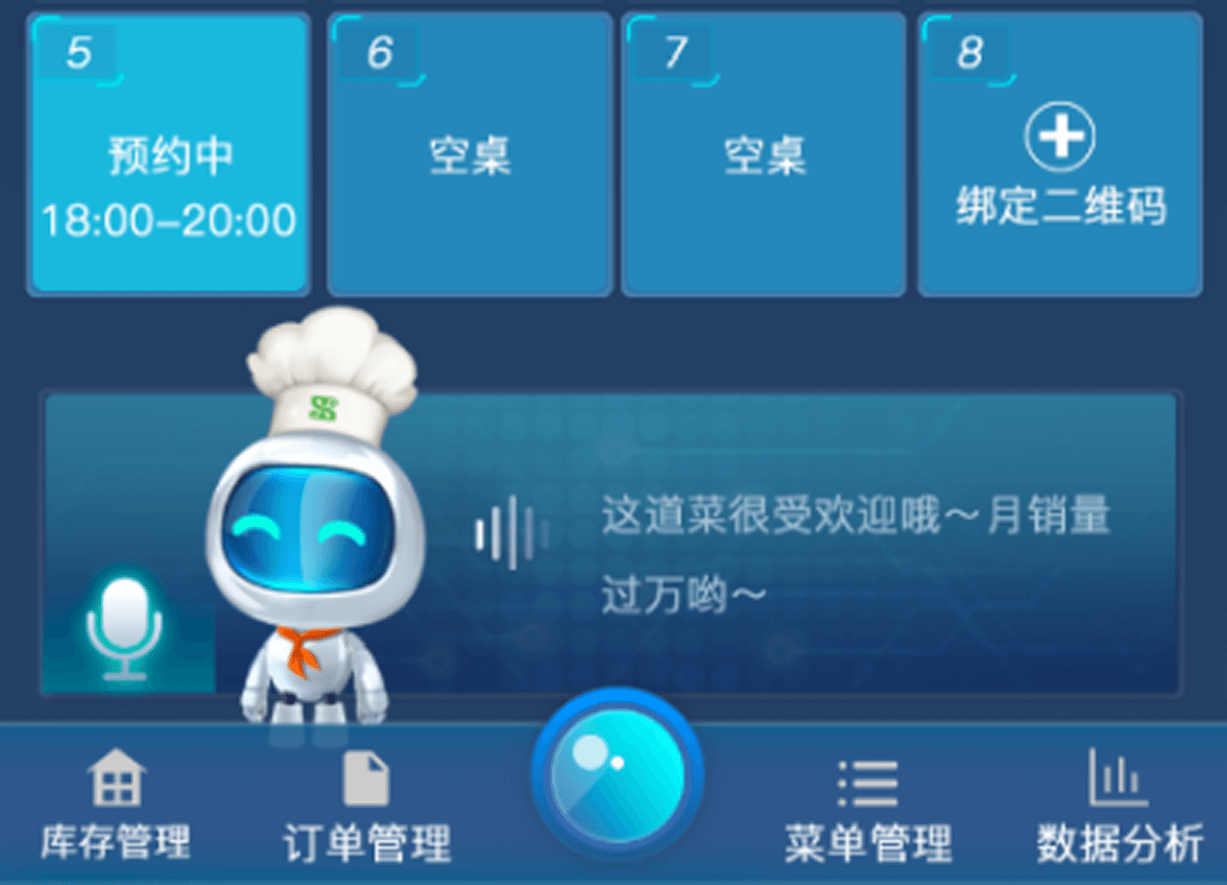 5
6
7
8
预约中
空桌
空桌
18:00-20:00
绑定二维码
这道菜很受欢迎哦～月销量
过万哟～
库存管理
订单管理
菜单管理
数据分析